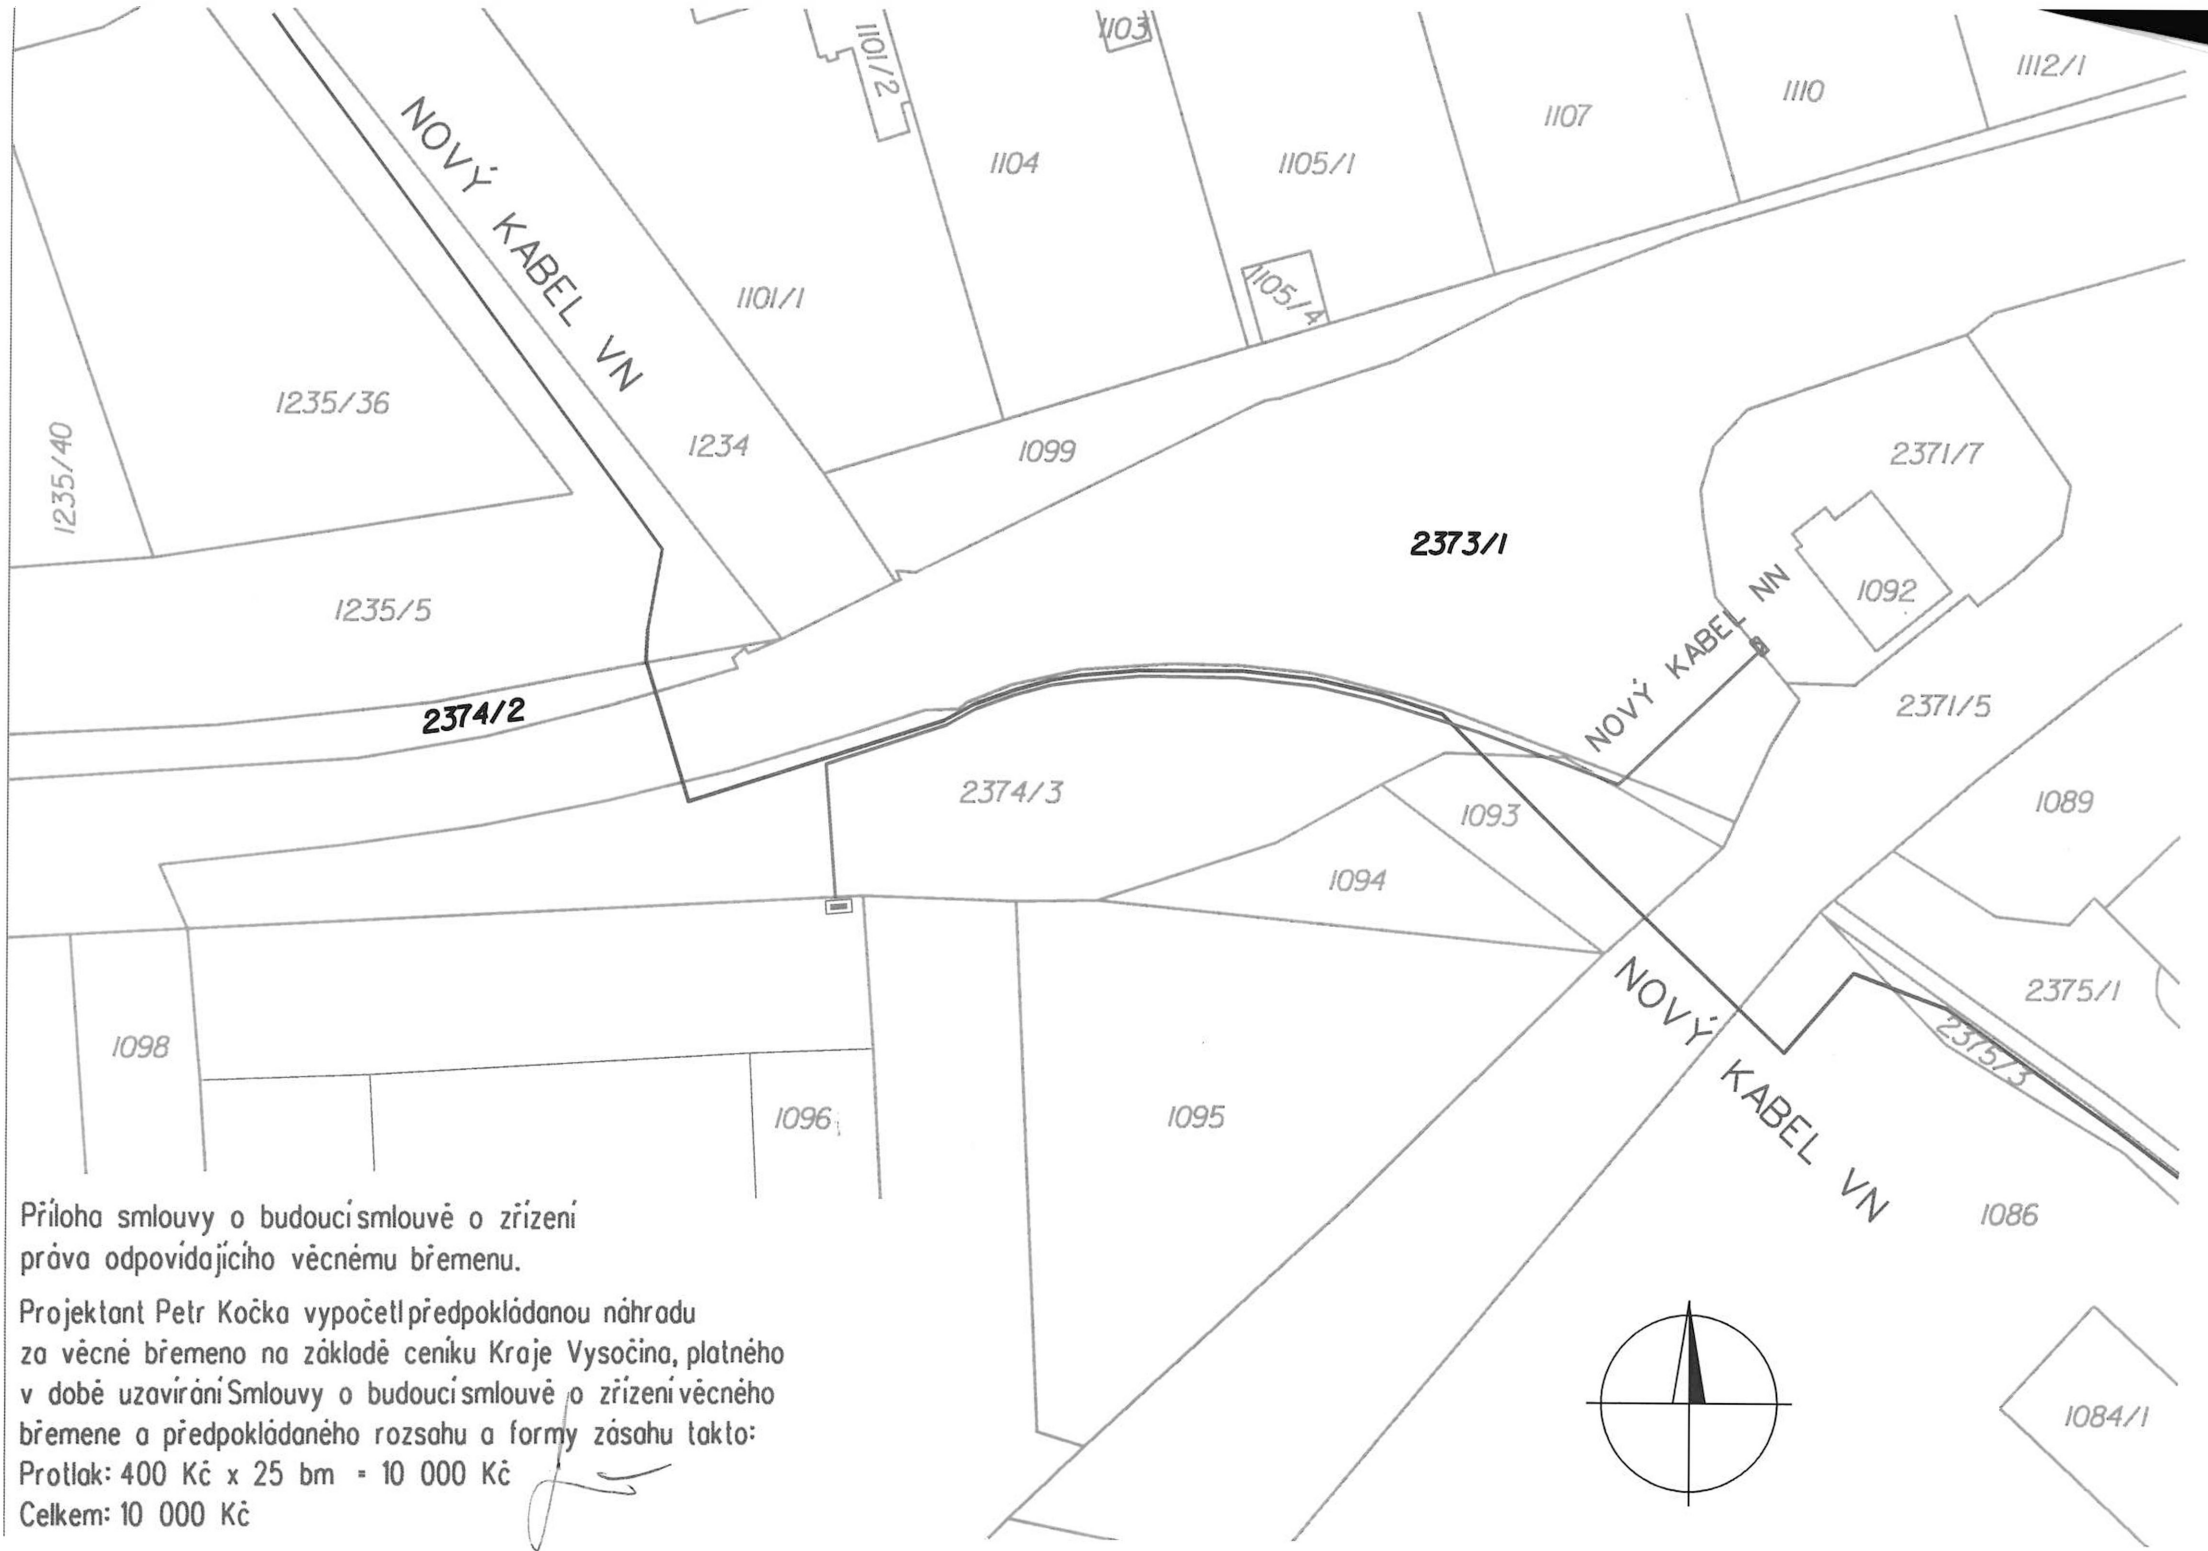 1103
1101/2
1112/1
1110
1107
1104
1105/1
NOVÝ KABEL VN
1101/1
1105/4
1235/36
1234
1099
1235/40
2371/7
2373/1
1092
NOVÝ KABEL NN
1235/5
2374/2
2371/5
2374/3
1093
1089
1094
NOVÝ KABEL VN
2375/1
2375/3
1098
1096
1095
1086
1084/1
Příloha smlouvy o budoucí smlouvě o zřízení
práva odpovídajícího věcnému břemenu.
Projektant Petr Kočka vypočetl předpokládanou náhradu
za věcné břemeno na základě ceníku Kraje Vysočina, platného
v době uzavírání Smlouvy o budoucí smlouvě o zřízení věcného
břemene a předpokládaného rozsahu a formy zásahu takto:
Protlak: 400 Kč x 25 bm = 10 000 Kč
Celkem: 10 000 Kč